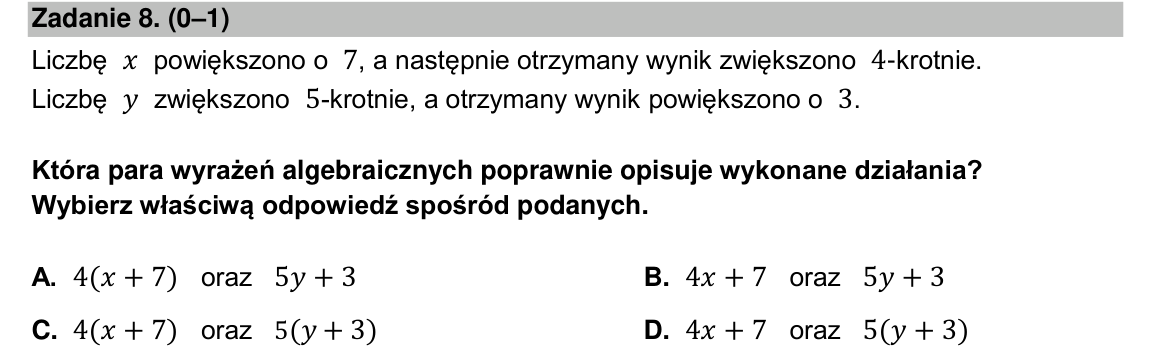 Zadanie 8. (0–1)
Liczbę x powiększono o 7, a następnie otrzymany wynik zwiększono 4-krotnie.
Liczbę y zwiększono 5-krotnie, a otrzymany wynik powiększono o 3.
Która para wyrażeń algebraicznych poprawnie opisuje wykonane działania?
Wybierz właściwą odpowiedź spośród podanych.
A. 4(x + 7) oraz 5y + 3 B. 4x + 7 oraz 5y + 3
C. 4(x + 7) oraz 5(y + 3) D. 4x + 7 oraz 5(y + 3)